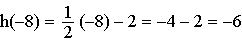 h(–8) = 1/2 (–8) – 2 = –4 – 2 = –6